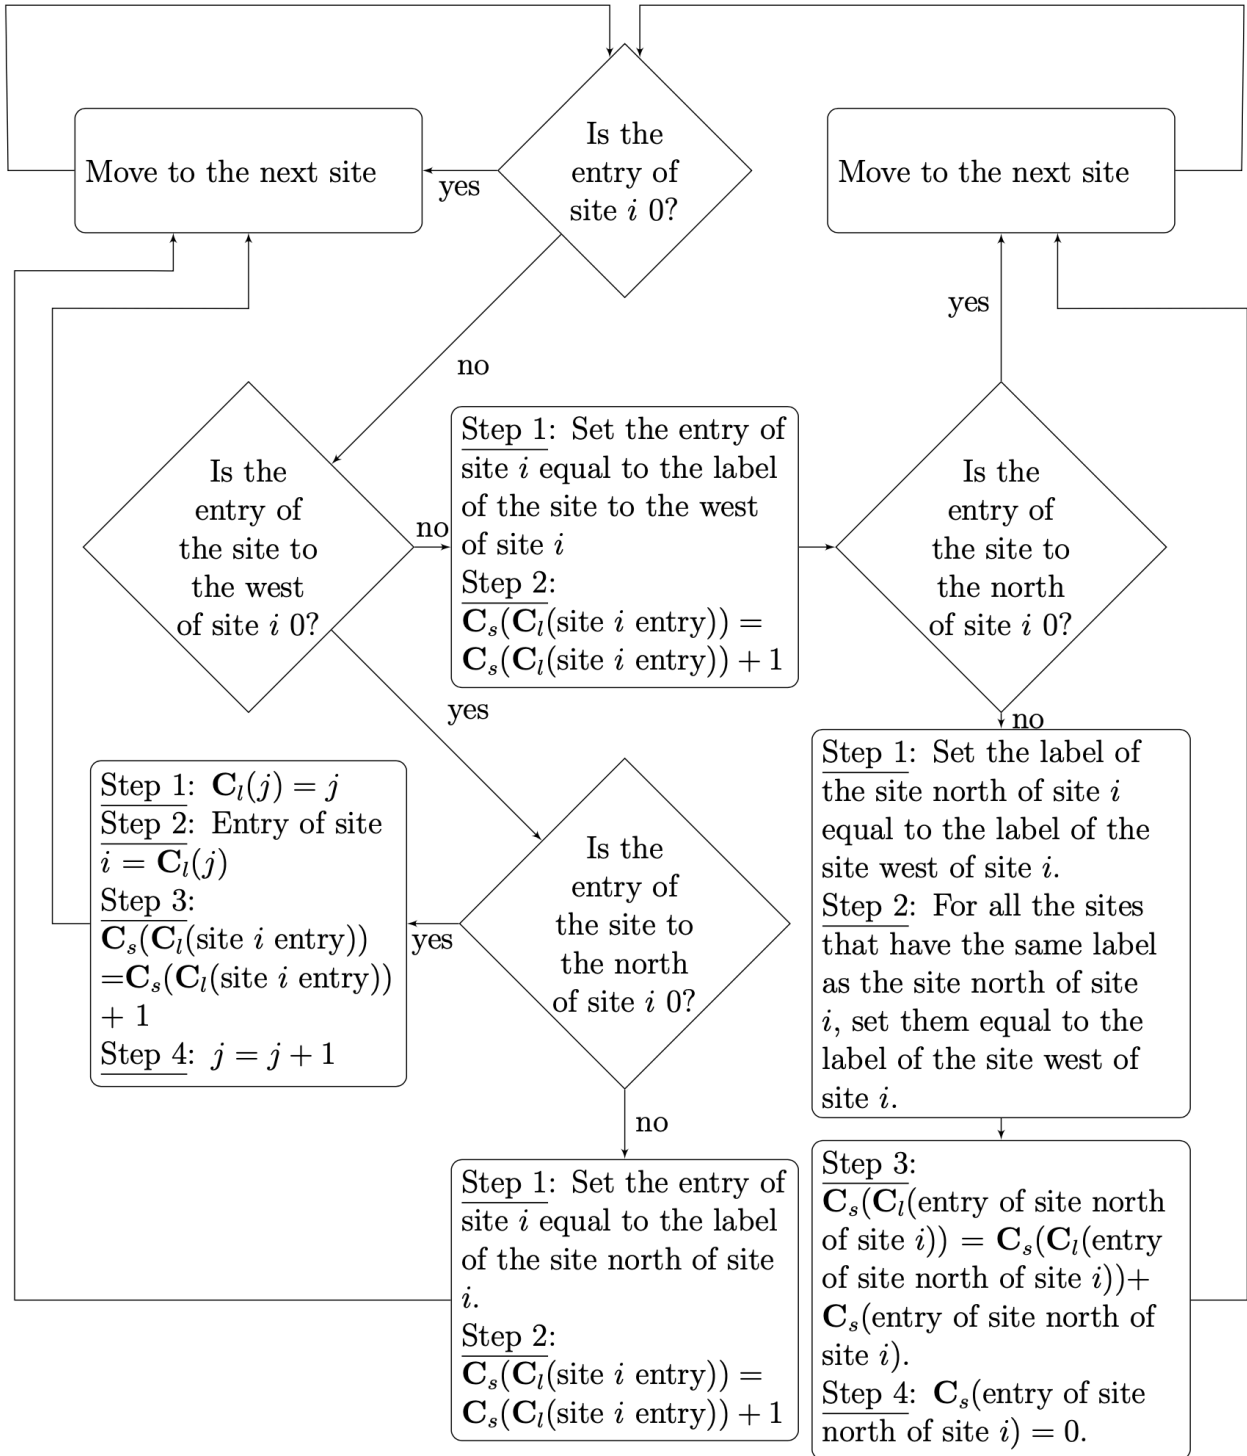 Is the
entry of
site i 0?
Move to the next site
yes
Move to the next site
no
yes
Is the
entry of
the site to
the west
of site i 0?
no
Step 1: Set the entry of
site i equal to the label
of the site to the west
of site i
Step 2:
C_s(C_l(site i entry)) =
C_s(C_l(site i entry)) + 1
Is the
entry of
the site to
the north
of site i 0?
yes
no
Step 1: C_l(j) = j
Step 2: Entry of site
i = C_l(j)
Step 3:
C_s(C_l(site i entry))
=C_s(C_l(site i entry))
+ 1
Step 4: j = j + 1
yes
Is the
entry of
the site to
the north
of site i 0?
no
Step 1: Set the entry of
site i equal to the label
of the site north of site
i.
Step 2:
C_s(C_l(site i entry)) =
C_s(C_l(site i entry)) + 1
Step 1: Set the label of
the site north of site i
equal to the label of the
site west of site i.
Step 2: For all the sites
that have the same label
as the site north of site
i, set them equal to the
label of the site west of
site i.
Step 3:
C_s(C_l(entry of site north
of site i)) = C_s(C_l(entry
of site north of site i))+
C_s(entry of site north of
site i).
Step 4: C_s(entry of site
north of site i) = 0.